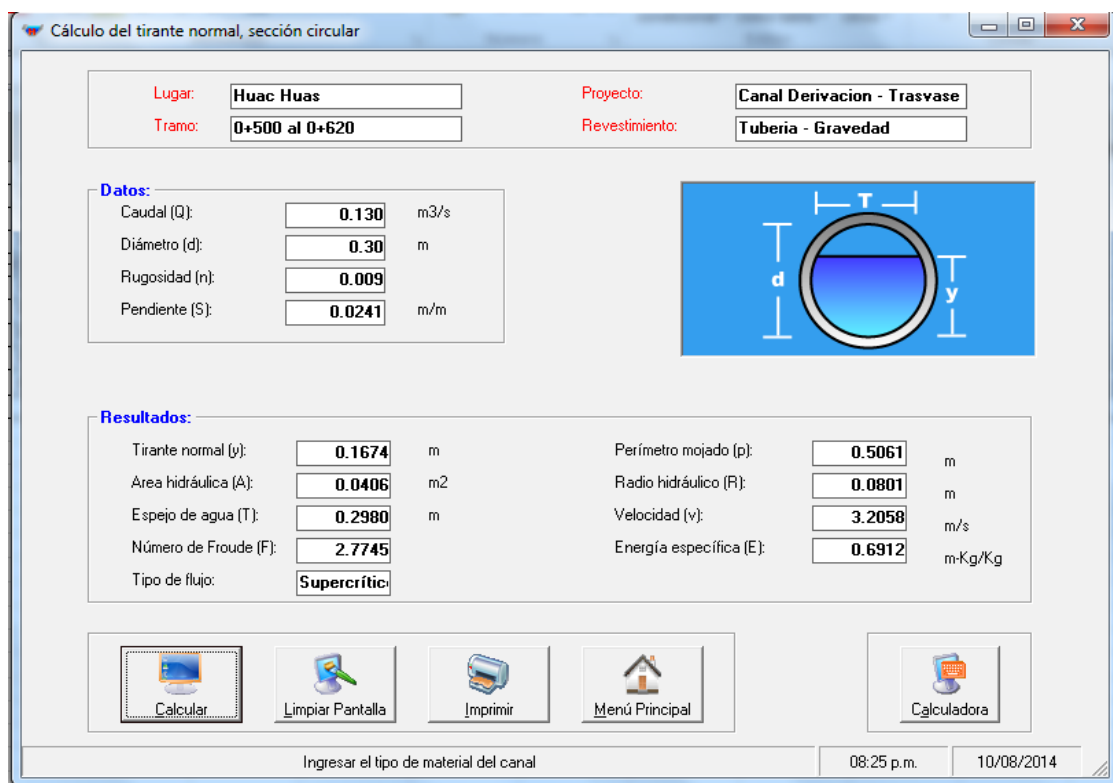 Cálculo del tirante normal, sección circular
Lugar: Huac Huas Proyecto: Canal Derivacion - Trasvase
Tramo: 0+500 al 0+620 Revestimiento: Tuberia - Gravedad
Datos:
Caudal (Q): 0.130 m3/s
Diámetro (d): 0.30 m
Rugosidad (n): 0.009
Pendiente (S): 0.0241 m/m
T
d
y
Resultados:
Tirante normal (y): 0.1674 m Perímetro mojado (p): 0.5061 m
Area hidráulica (A): 0.0406 m2 Radio hidráulico (R): 0.0801 m
Espejo de agua (T): 0.2980 m Velocidad (v): 3.2058 m/s
Número de Froude (F): 2.7745 Energía específica (E): 0.6912 m-Kg/Kg
Tipo de flujo: Supercrític
Calcular Limpiar Pantalla Imprimir Menú Principal Calculadora
Ingresar el tipo de material del canal 08:25 p.m. 10/08/2014